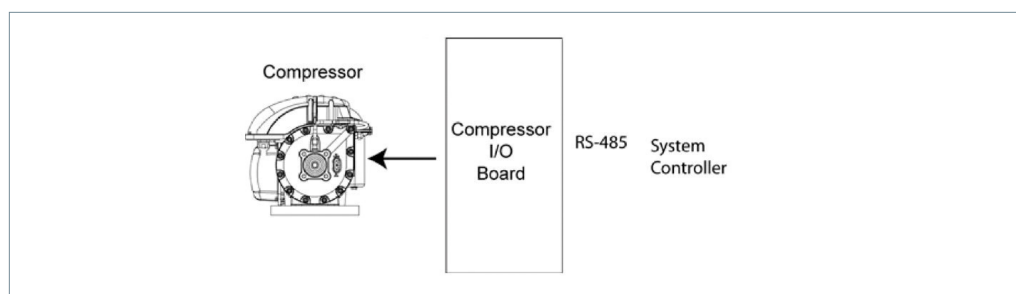 Compressor
Compressor
I/O
Board
RS-485
System
Controller